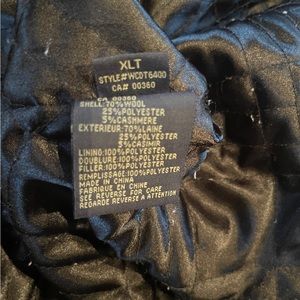 XLT
STYLE#WCDT6400
CA# 00360
CA 00360
SHELL:70%WOOL
25%POLYESTER
5%CASHMERE
EXTERIEUR:70%LAINE
25%POLYESTER
5%CASIMIR
LINING:100%POLYESTER
DOUBLURE:100%POLYESTER
FILLER:100%POLYESTER
REMPLISSAGE:100%POLYESTER
MADE IN CHINA
FABRIQUE EN CHINE
SEE REVERSE FOR CARE
REGARDE REVERSE A ATTENTION